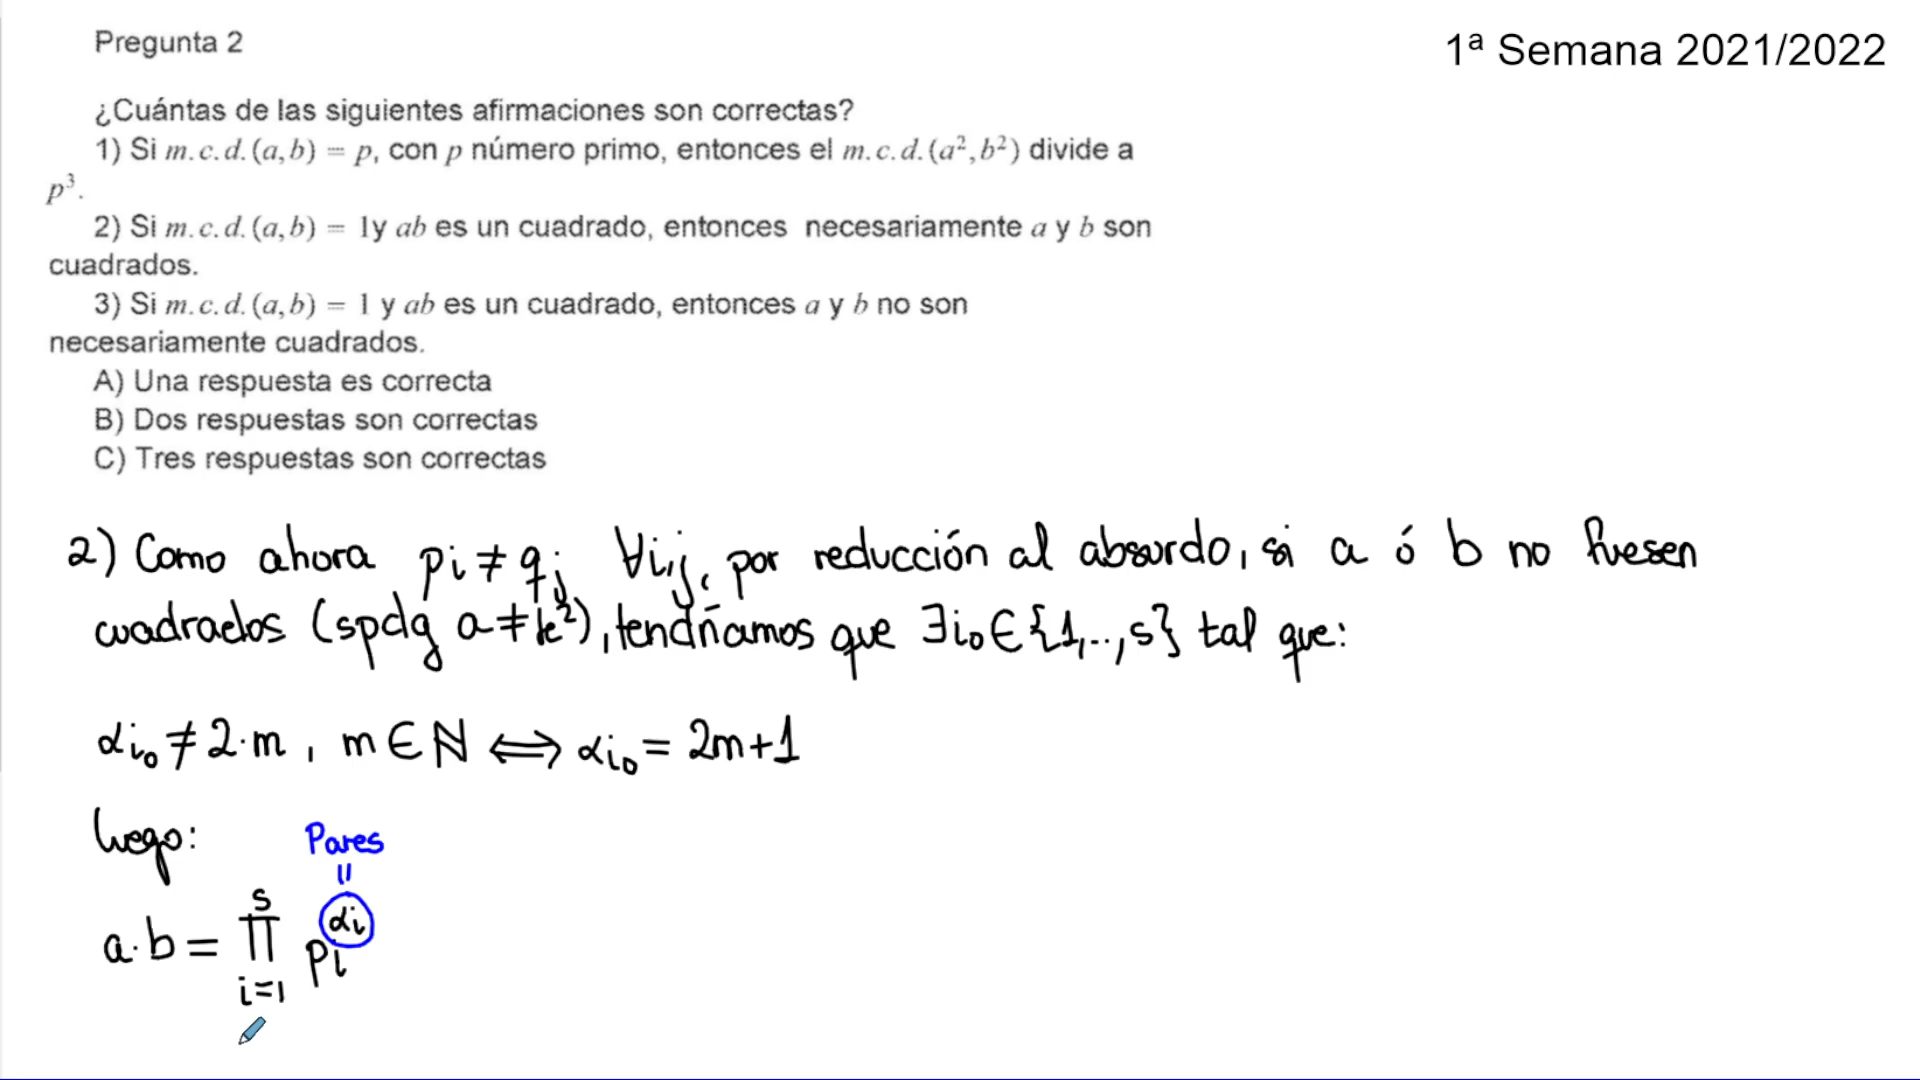 Pregunta 2
1ª Semana 2021/2022
¿Cuántas de las siguientes afirmaciones son correctas?
1) Si m.c.d.(a,b) = p, con p número primo, entonces el m.c.d.(a²,b²) divide a
p³.
2) Si m.c.d.(a,b) = 1y ab es un cuadrado, entonces necesariamente a y b son
cuadrados.
3) Si m.c.d.(a,b) = 1 y ab es un cuadrado, entonces a y b no son
necesariamente cuadrados.
A) Una respuesta es correcta
B) Dos respuestas son correctas
C) Tres respuestas son correctas
2) Como ahora pi ≠ qj ∀i,j, por reducción al absurdo, si a ó b no fuesen
cuadrados (spdg a ≠ k²), tendríamos que ∃i₀ ∈ {1,..,s} tal que:
αi₀ ≠ 2·m , m ∈ ℕ ⟺ αi₀ = 2m+1
Luego:
Pares
=
a·b = ∏ᵢ₌₁ˢ pi^αi